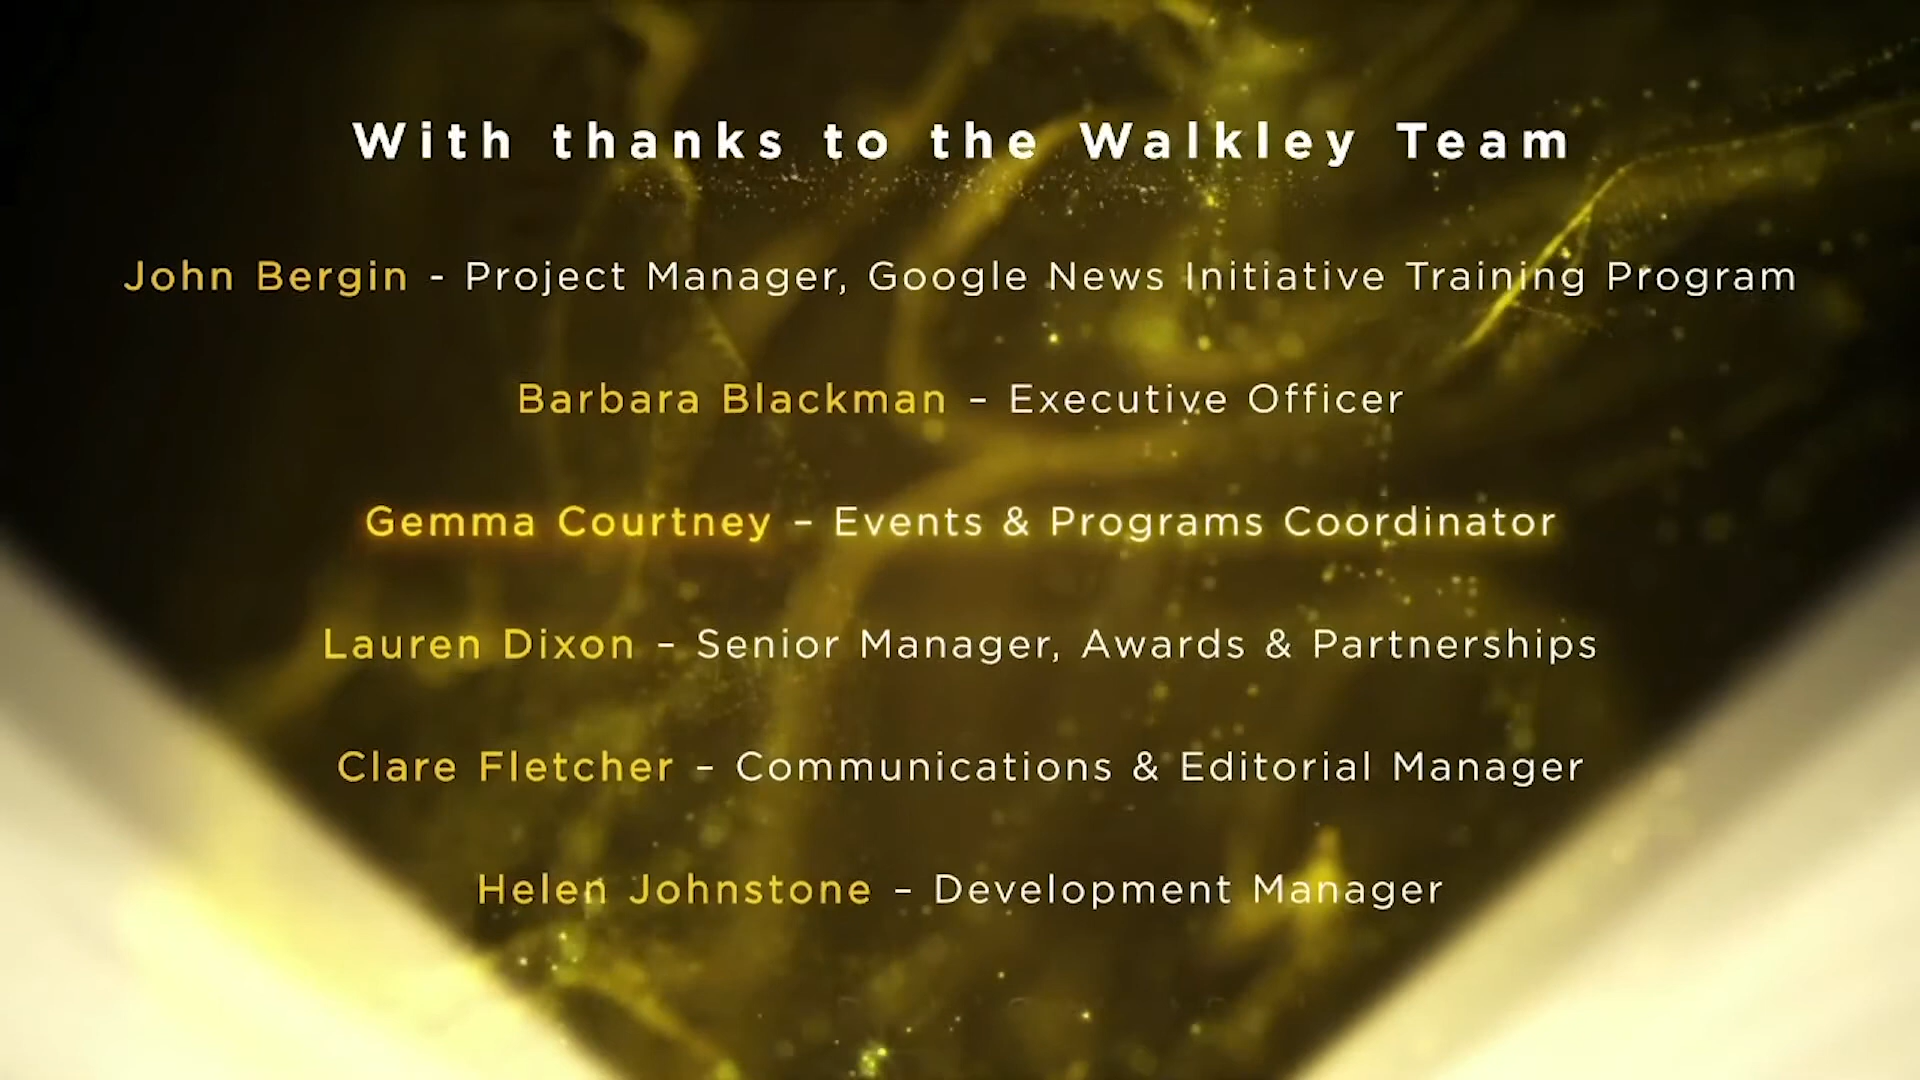 With thanks to the Walkley Team
John Bergin - Project Manager, Google News Initiative Training Program
Barbara Blackman – Executive Officer
Gemma Courtney – Events & Programs Coordinator
Lauren Dixon – Senior Manager, Awards & Partnerships
Clare Fletcher – Communications & Editorial Manager
Helen Johnstone – Development Manager